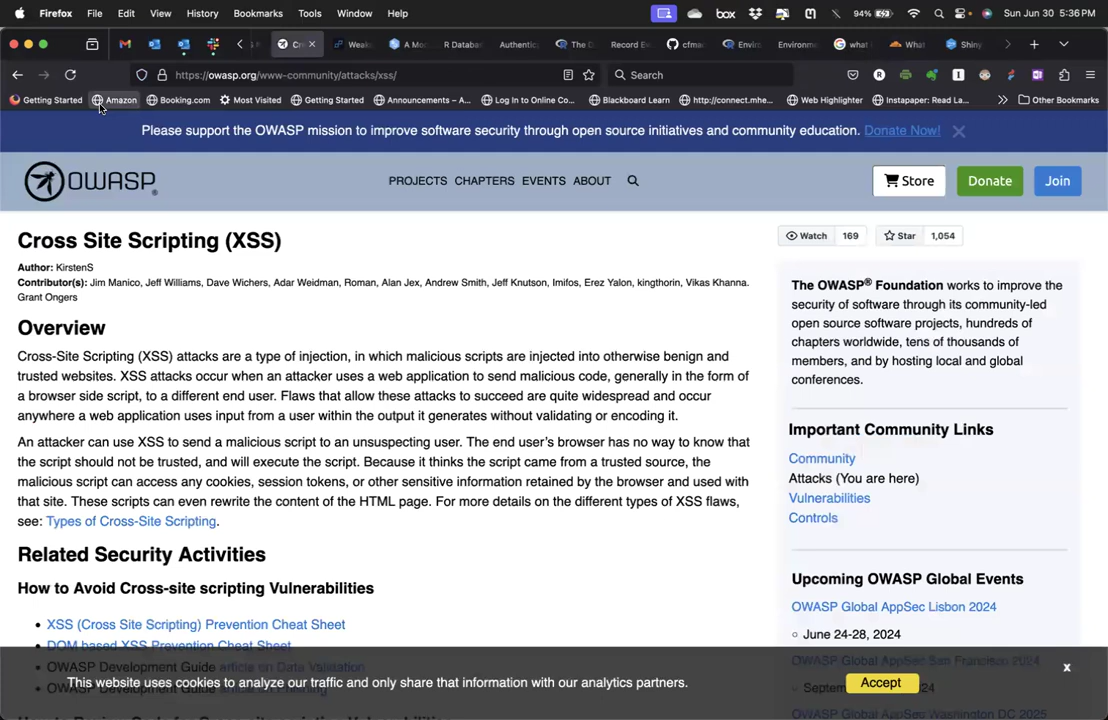 Firefox File Edit View History Bookmarks Tools Window Help box 94% Sun Jun 30 5:36 PM
Cr Weak A Mo R Datab Authentic The D Record E cfma Enviro Environme what i What Shiny
https://owasp.org/www-community/attacks/xss/ Search
Getting Started Amazon Booking.com Most Visited Getting Started Announcements – A... Log In to Online Co... Blackboard Learn http://connect.mhe... Web Highlighter Instapaper: Read La... Other Bookmarks
Please support the OWASP mission to improve software security through open source initiatives and community education. Donate Now!
OWASP PROJECTS CHAPTERS EVENTS ABOUT Store Donate Join
Cross Site Scripting (XSS)
Author: KirstenS
Contributor(s): Jim Manico, Jeff Williams, Dave Wichers, Adar Weidman, Roman, Alan Jex, Andrew Smith, Jeff Knutson, Imifos, Erez Yalon, kingthorin, Vikas Khanna.
Grant Ongers
Overview
Cross-Site Scripting (XSS) attacks are a type of injection, in which malicious scripts are injected into otherwise benign and
trusted websites. XSS attacks occur when an attacker uses a web application to send malicious code, generally in the form of
a browser side script, to a different end user. Flaws that allow these attacks to succeed are quite widespread and occur
anywhere a web application uses input from a user within the output it generates without validating or encoding it.
An attacker can use XSS to send a malicious script to an unsuspecting user. The end user's browser has no way to know that
the script should not be trusted, and will execute the script. Because it thinks the script came from a trusted source, the
malicious script can access any cookies, session tokens, or other sensitive information retained by the browser and used with
that site. These scripts can even rewrite the content of the HTML page. For more details on the different types of XSS flaws,
see: Types of Cross-Site Scripting.
Related Security Activities
How to Avoid Cross-site scripting Vulnerabilities
XSS (Cross Site Scripting) Prevention Cheat Sheet
DOM based XSS Prevention Cheat Sheet
OWASP Development Guide article on Data Validation
OWASP Development Guide article on
Watch 169 Star 1,054
The OWASP® Foundation works to improve the
security of software through its community-led
open source software projects, hundreds of
chapters worldwide, tens of thousands of
members, and by hosting local and global
conferences.
Important Community Links
Community
Attacks (You are here)
Vulnerabilities
Controls
Upcoming OWASP Global Events
OWASP Global AppSec Lisbon 2024
June 24-28, 2024
OWASP Global AppSec San Francisco 2024
OWASP Global AppSec Washington DC 2025
This website uses cookies to analyze our traffic and only share that information with our analytics partners. Accept x